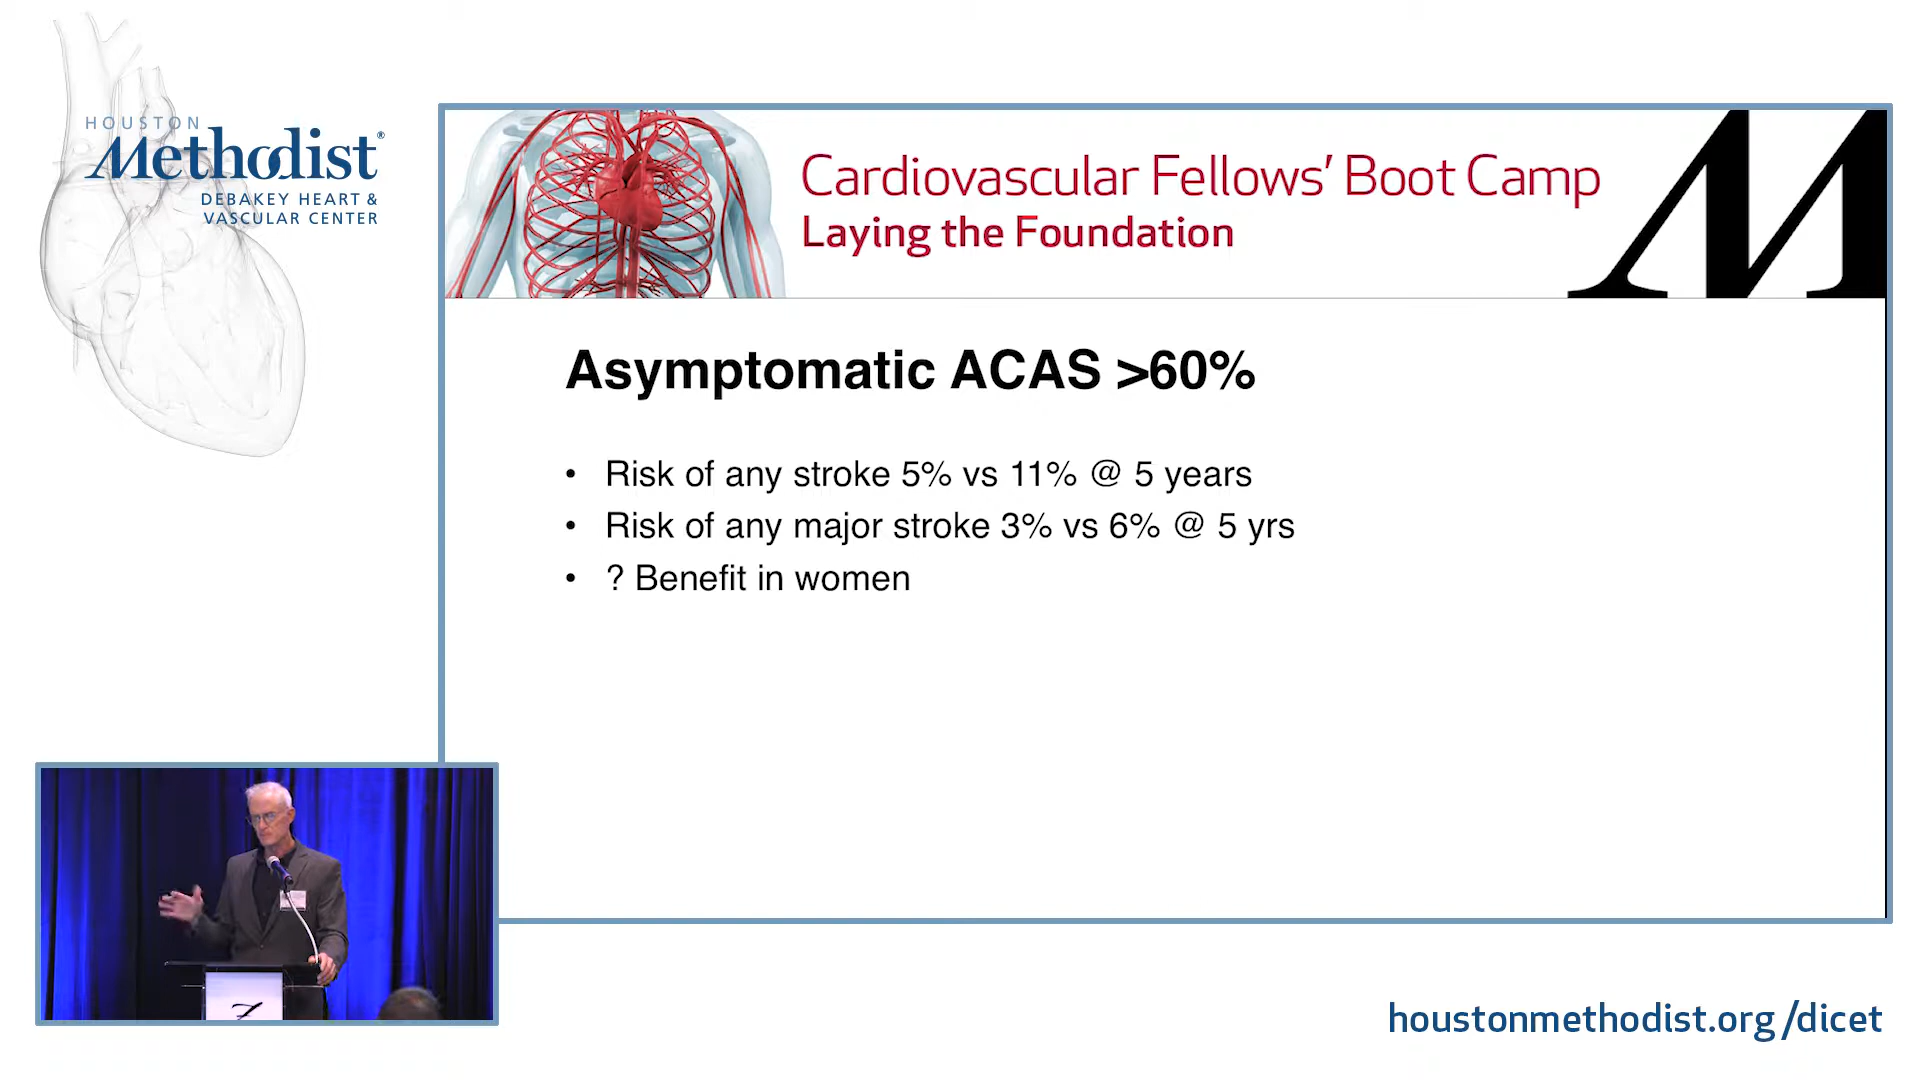 HOUSTON
Methodist®
DEBAKEY HEART &
VASCULAR CENTER
Cardiovascular Fellows' Boot Camp
Laying the Foundation
M
Asymptomatic ACAS >60%
• Risk of any stroke 5% vs 11% @ 5 years
• Risk of any major stroke 3% vs 6% @ 5 yrs
• ? Benefit in women
houstonmethodist.org/dicet